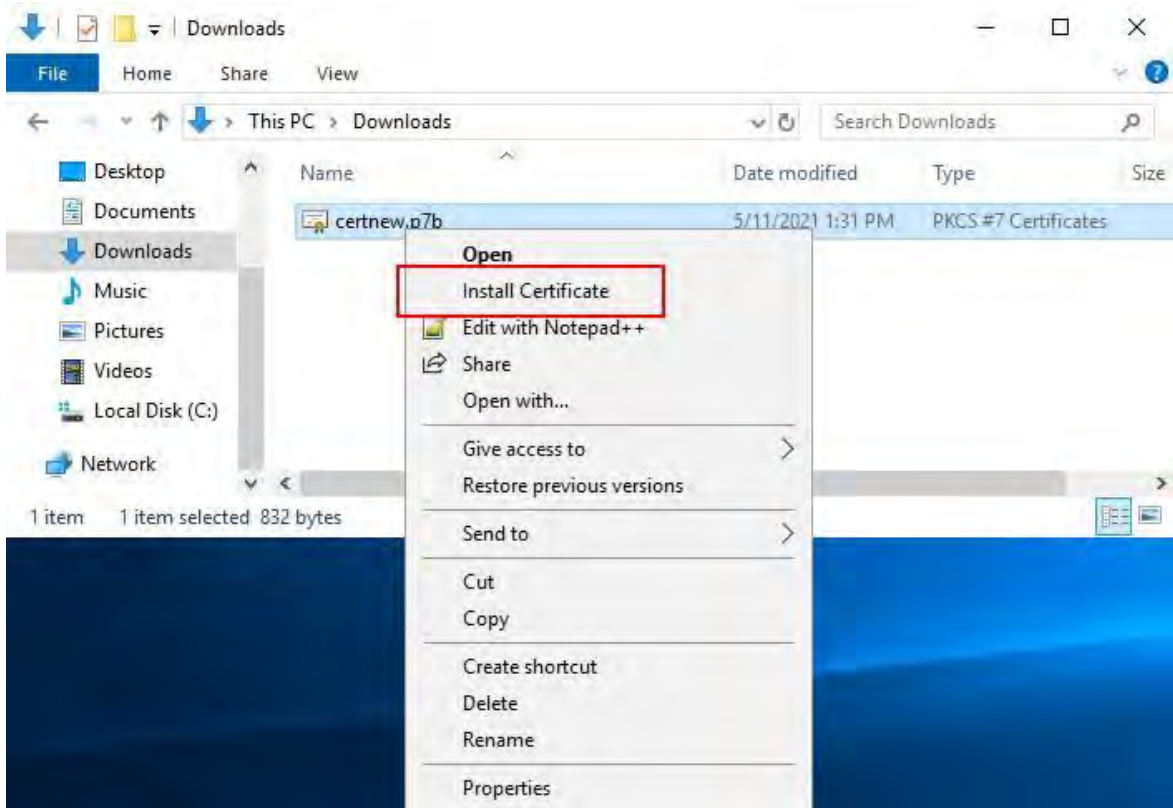 Downloads
File Home Share View
This PC > Downloads Search Downloads
Desktop Name Date modified Type Size
Documents certnew.p7b 5/11/2021 1:31 PM PKCS #7 Certificates
Downloads Open
Music Install Certificate
Pictures Edit with Notepad++
Videos Share
Local Disk (C:) Open with...
Network Give access to
Restore previous versions
1 item 1 item selected 832 bytes
Send to
Cut
Copy
Create shortcut
Delete
Rename
Properties